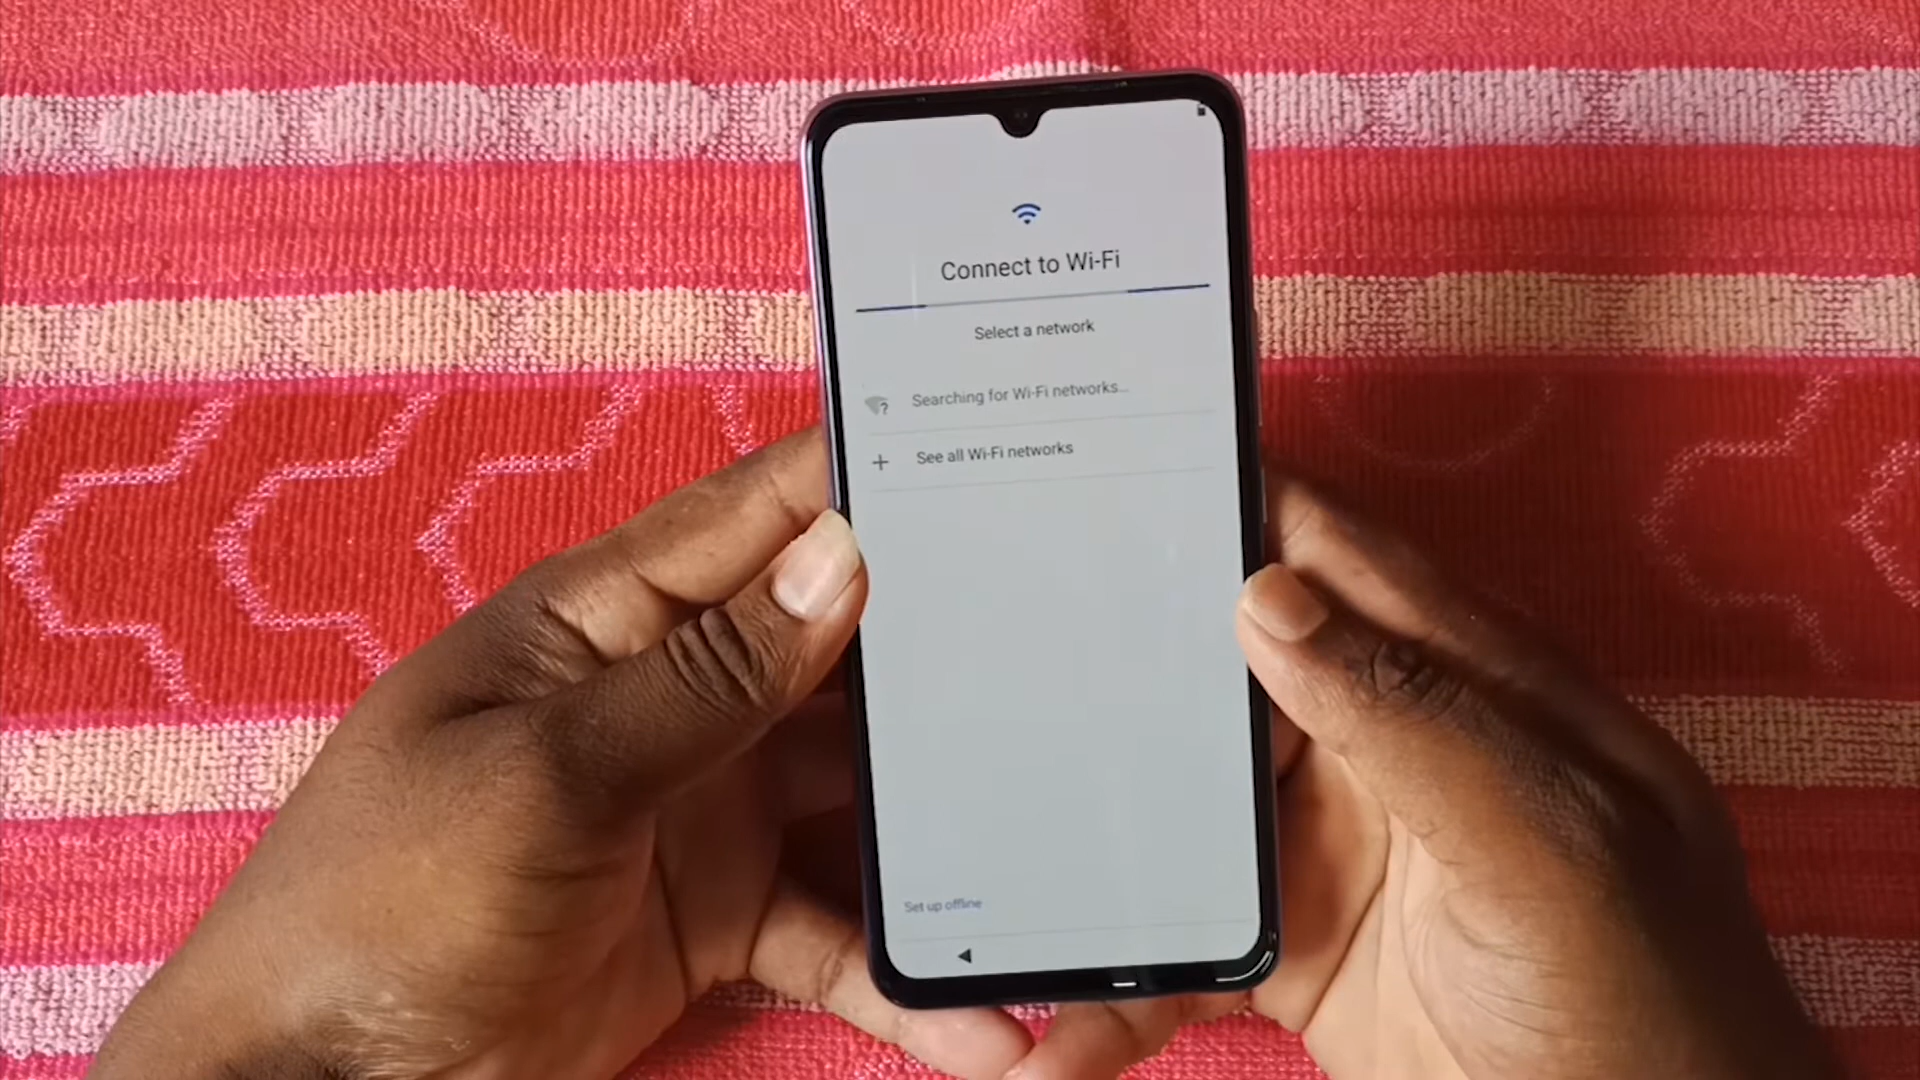 Connect to Wi-Fi
Select a network
Searching for Wi-Fi networks...
See all Wi-Fi networks
Set up offline